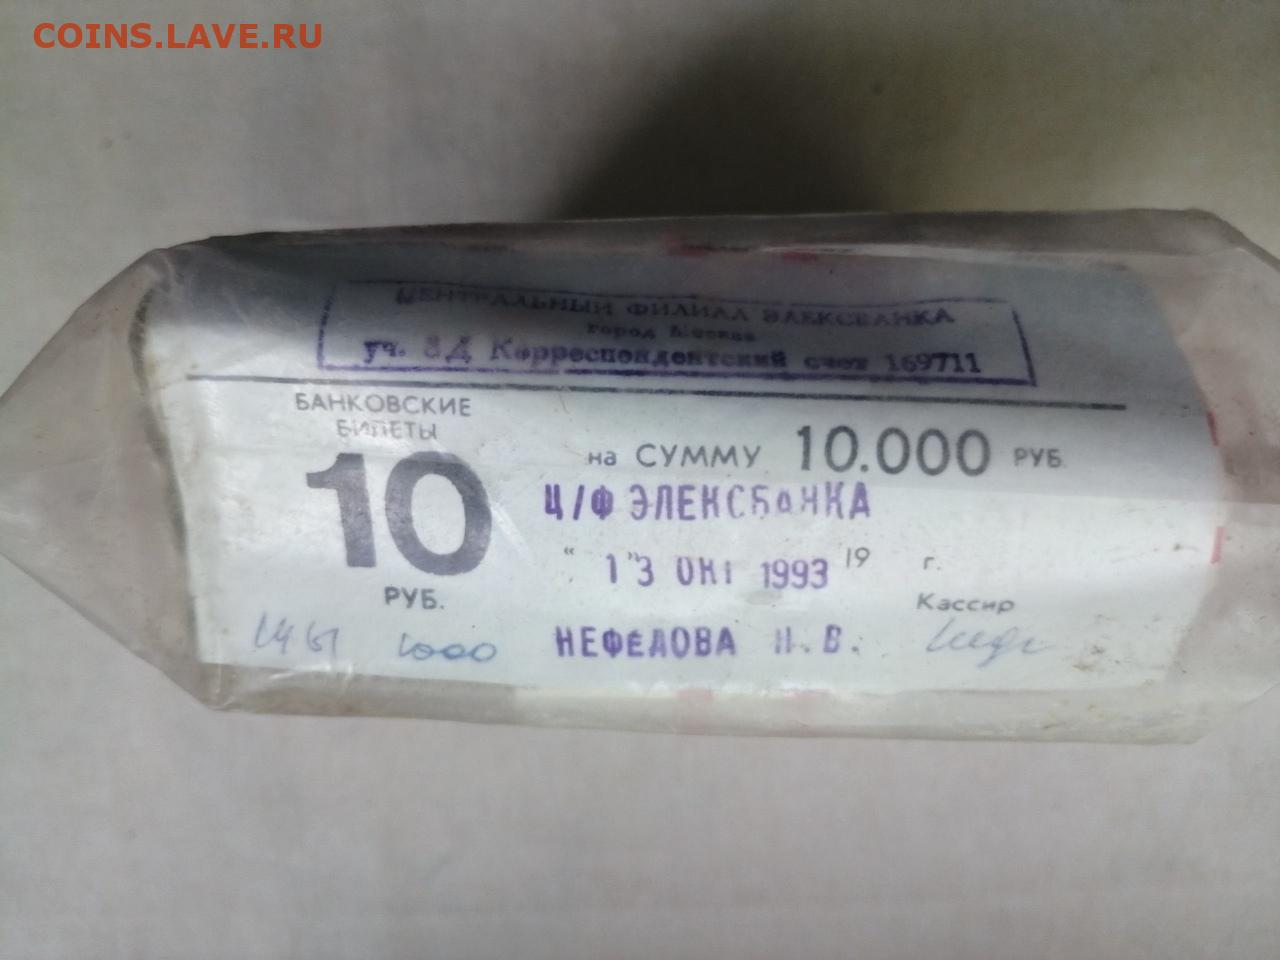 COINS.LAVE.RU
ЦЕНТРАЛЬНЫЙ ФИЛИАЛ ЭЛЕКСБАНКА
город Москва
уч. 8Д Корреспондентский счет 169711
БАНКОВСКИЕ
БИЛЕТЫ
10
РУБ.
на СУММУ 10.000 РУБ.
Ц/Ф ЭЛЕКСБАНКА
" 13 " ОКТ 1993 19 г.
Кассир
1000 НЕФЕДОВА Н.В.